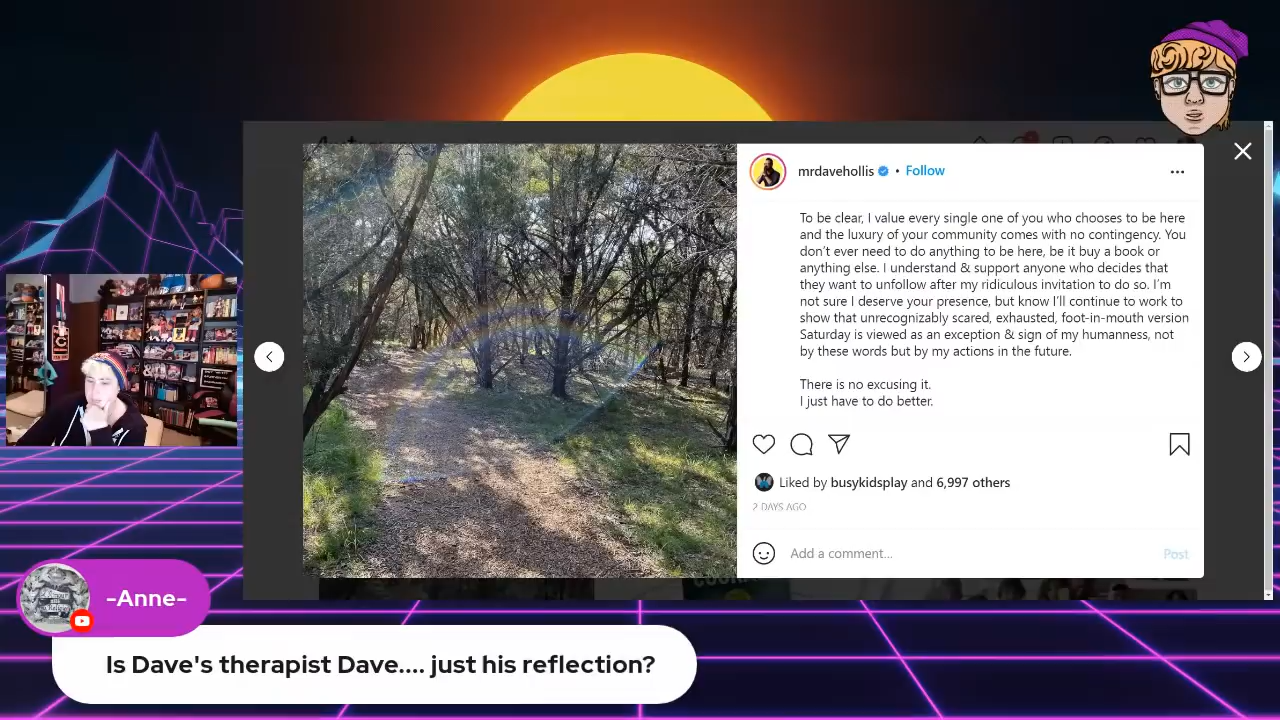 mrdavehollis • Follow
To be clear, I value every single one of you who chooses to be here
and the luxury of your community comes with no contingency. You
don't ever need to do anything to be here, be it buy a book or
anything else. I understand & support anyone who decides that
they want to unfollow after my ridiculous invitation to do so. I'm
not sure I deserve your presence, but know I'll continue to work to
show that unrecognizably scared, exhausted, foot-in-mouth version
Saturday is viewed as an exception & sign of my humanness, not
by these words but by my actions in the future.
There is no excusing it.
I just have to do better.
Liked by busykidsplay and 6,997 others
2 DAYS AGO
Add a comment...
Post
-Anne-
Is Dave's therapist Dave.... just his reflection?